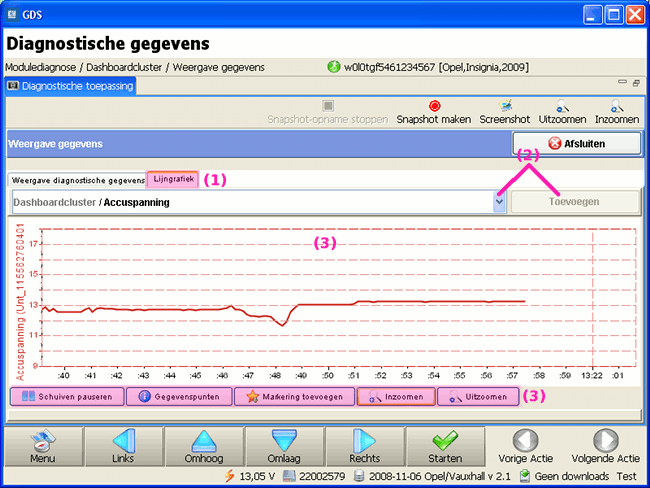 GDS
Diagnostische gegevens
Modulediagnose / Dashboardcluster / Weergave gegevens w0l0tgf5461234567 [Opel,Insignia,2009]
Diagnostische toepassing
Snapshot-opname stoppen Snapshot maken Screenshot Uitzoomen Inzoomen
Weergave gegevens Afsluiten
(2)
Weergave diagnostische gegevens Lijngrafiek (1)
Dashboardcluster / Accuspanning Toevoegen
(3)
Accuspanning (Unt_115562760401
17
15
13
11
9
:40 :41 :42 :43 :44 :45 :46 :47 :48 :49 :50 :51 :52 :53 :54 :55 :56 :57 :58 :59 13:22 :01
Schuiven pauseren Gegevenspunten Markering toevoegen Inzoomen Uitzoomen (3)
Menu Links Omhoog Omlaag Rechts Starten Vorige Actie Volgende Actie
13,05 V 22002579 2008-11-06 Opel/Vauxhall v 2.1 Geen downloads Test